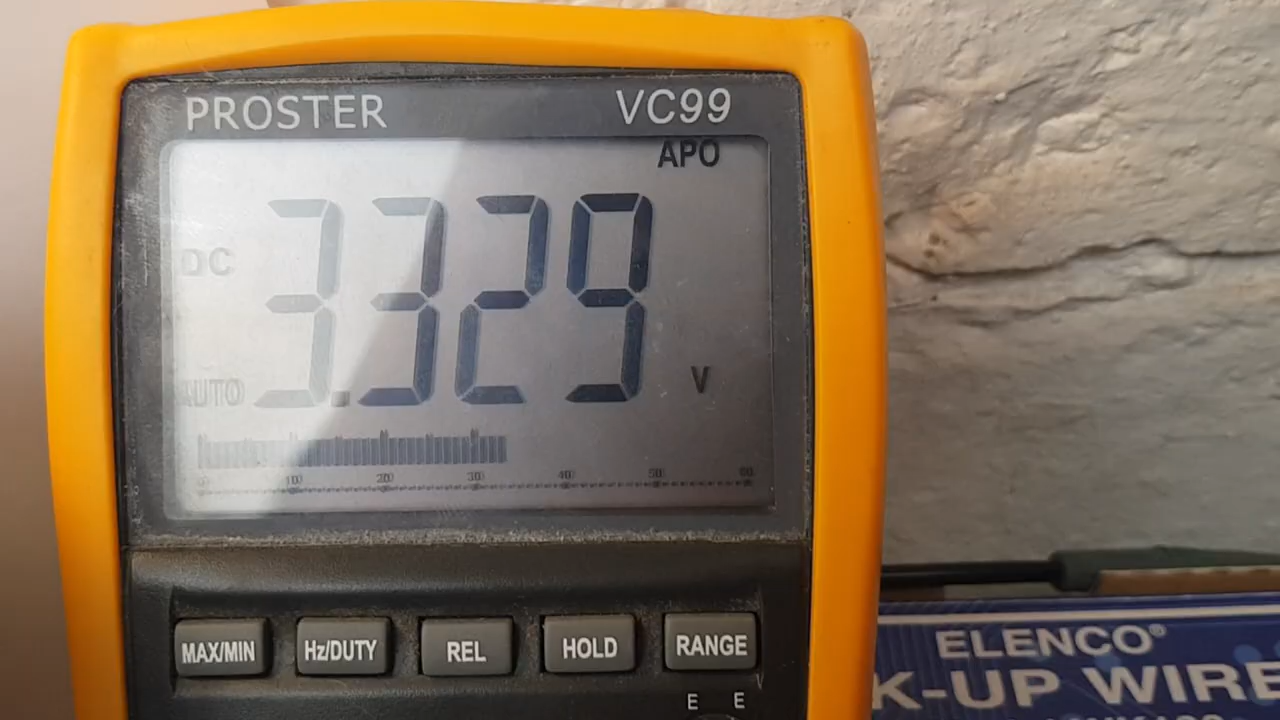 PROSTER VC99
APO
DC
3.329
AUTO
V
0 10 20 30 40 50 60
MAX/MIN Hz/DUTY REL HOLD RANGE
E E
ELENCO®
K-UP WIRE